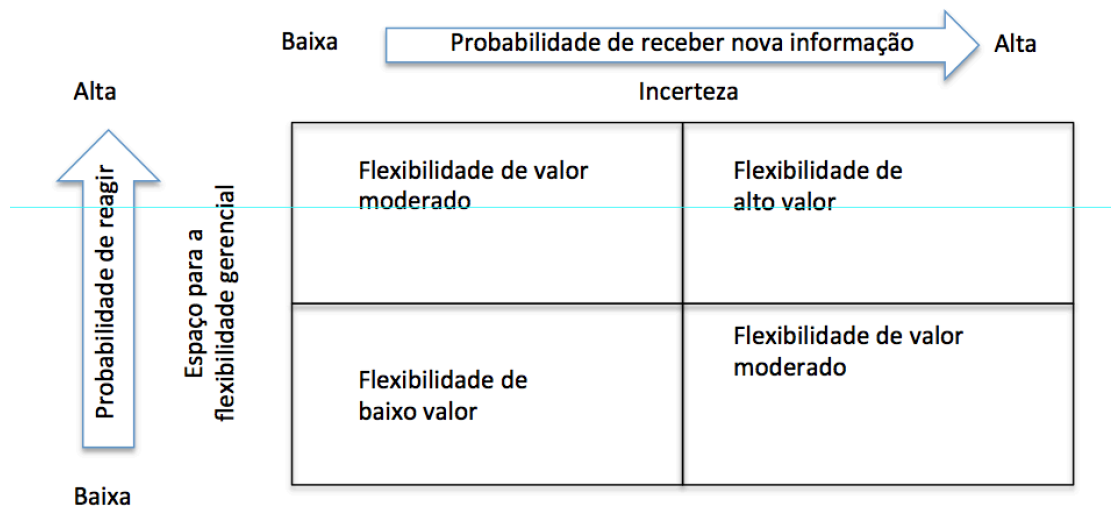 Baixa Probabilidade de receber nova informação Alta
Alta Incerteza
Probabilidade de reagir
Espaço para a
flexibilidade gerencial
Flexibilidade de valor
moderado
Flexibilidade de
alto valor
Flexibilidade de
baixo valor
Flexibilidade de valor
moderado
Baixa